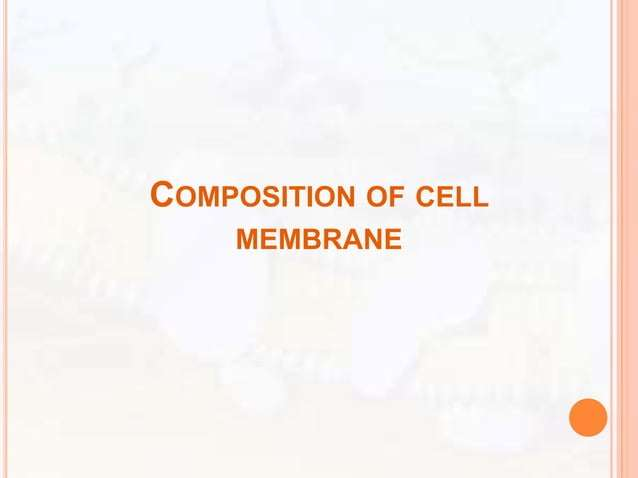 COMPOSITION OF CELL
MEMBRANE